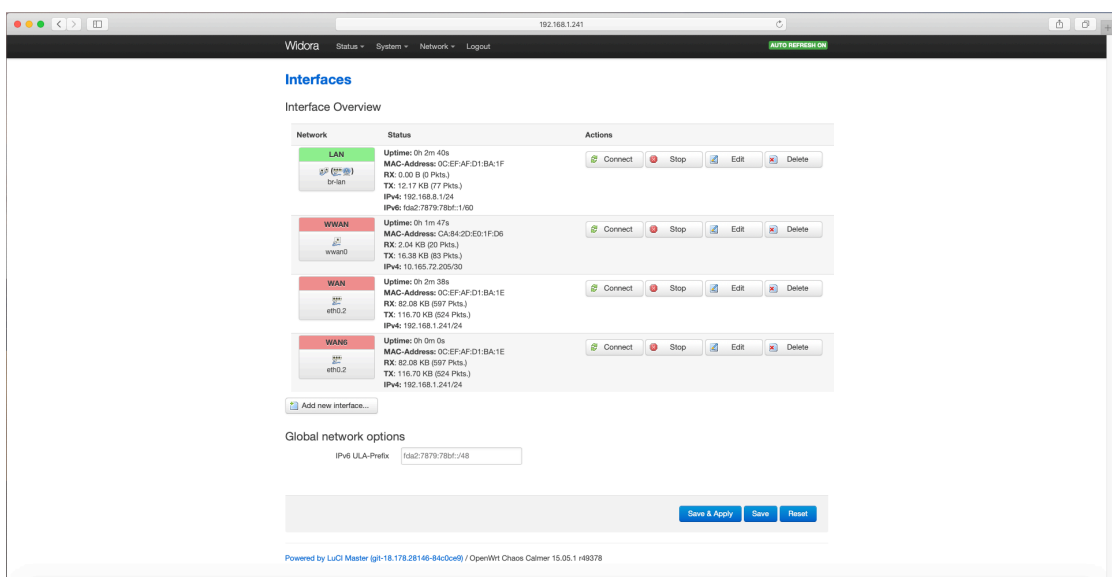 192.168.1.241
Widora Status System Network Logout AUTO REFRESH ON
Interfaces
Interface Overview
Network Status Actions
LAN
br-lan
Uptime: 0h 2m 40s
MAC-Address: 0C:EF:AF:D1:BA:1F
RX: 0.00 B (0 Pkts.)
TX: 12.17 KB (77 Pkts.)
IPv4: 192.168.8.1/24
IPv6: fda2:7879:78bf::1/60
Connect Stop Edit Delete
WWAN
wwan0
Uptime: 0h 1m 47s
MAC-Address: CA:84:2D:E0:1F:D6
RX: 2.04 KB (20 Pkts.)
TX: 16.38 KB (83 Pkts.)
IPv4: 10.165.72.205/30
Connect Stop Edit Delete
WAN
eth0.2
Uptime: 0h 2m 38s
MAC-Address: 0C:EF:AF:D1:BA:1E
RX: 82.08 KB (597 Pkts.)
TX: 116.70 KB (524 Pkts.)
IPv4: 192.168.1.241/24
Connect Stop Edit Delete
WAN6
eth0.2
Uptime: 0h 0m 0s
MAC-Address: 0C:EF:AF:D1:BA:1E
RX: 82.08 KB (597 Pkts.)
TX: 116.70 KB (524 Pkts.)
IPv4: 192.168.1.241/24
Connect Stop Edit Delete
Add new interface...
Global network options
IPv6 ULA-Prefix fda2:7879:78bf::/48
Save & Apply Save Reset
Powered by LuCI Master (git-18.178.28146-84c0ce9) / OpenWrt Chaos Calmer 15.05.1 r49378